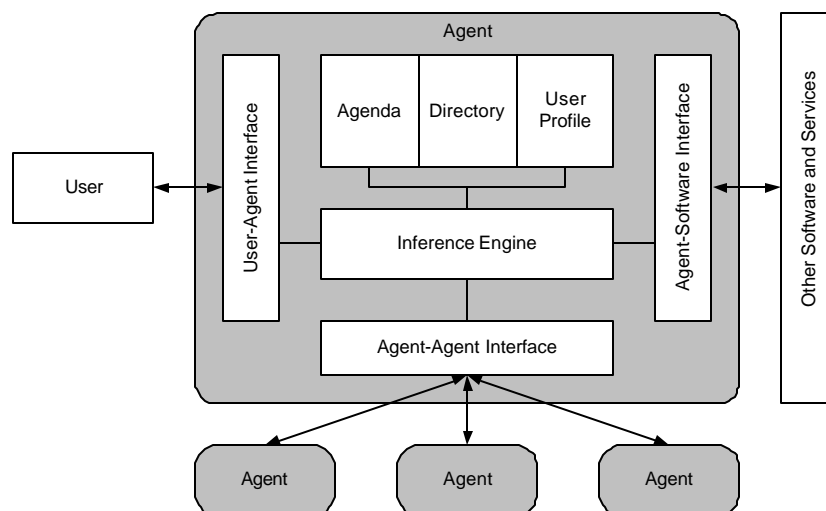 Agent
User
User-Agent Interface
Agenda
Directory
User
Profile
Inference Engine
Agent-Agent Interface
Agent-Software Interface
Other Software and Services
Agent
Agent
Agent